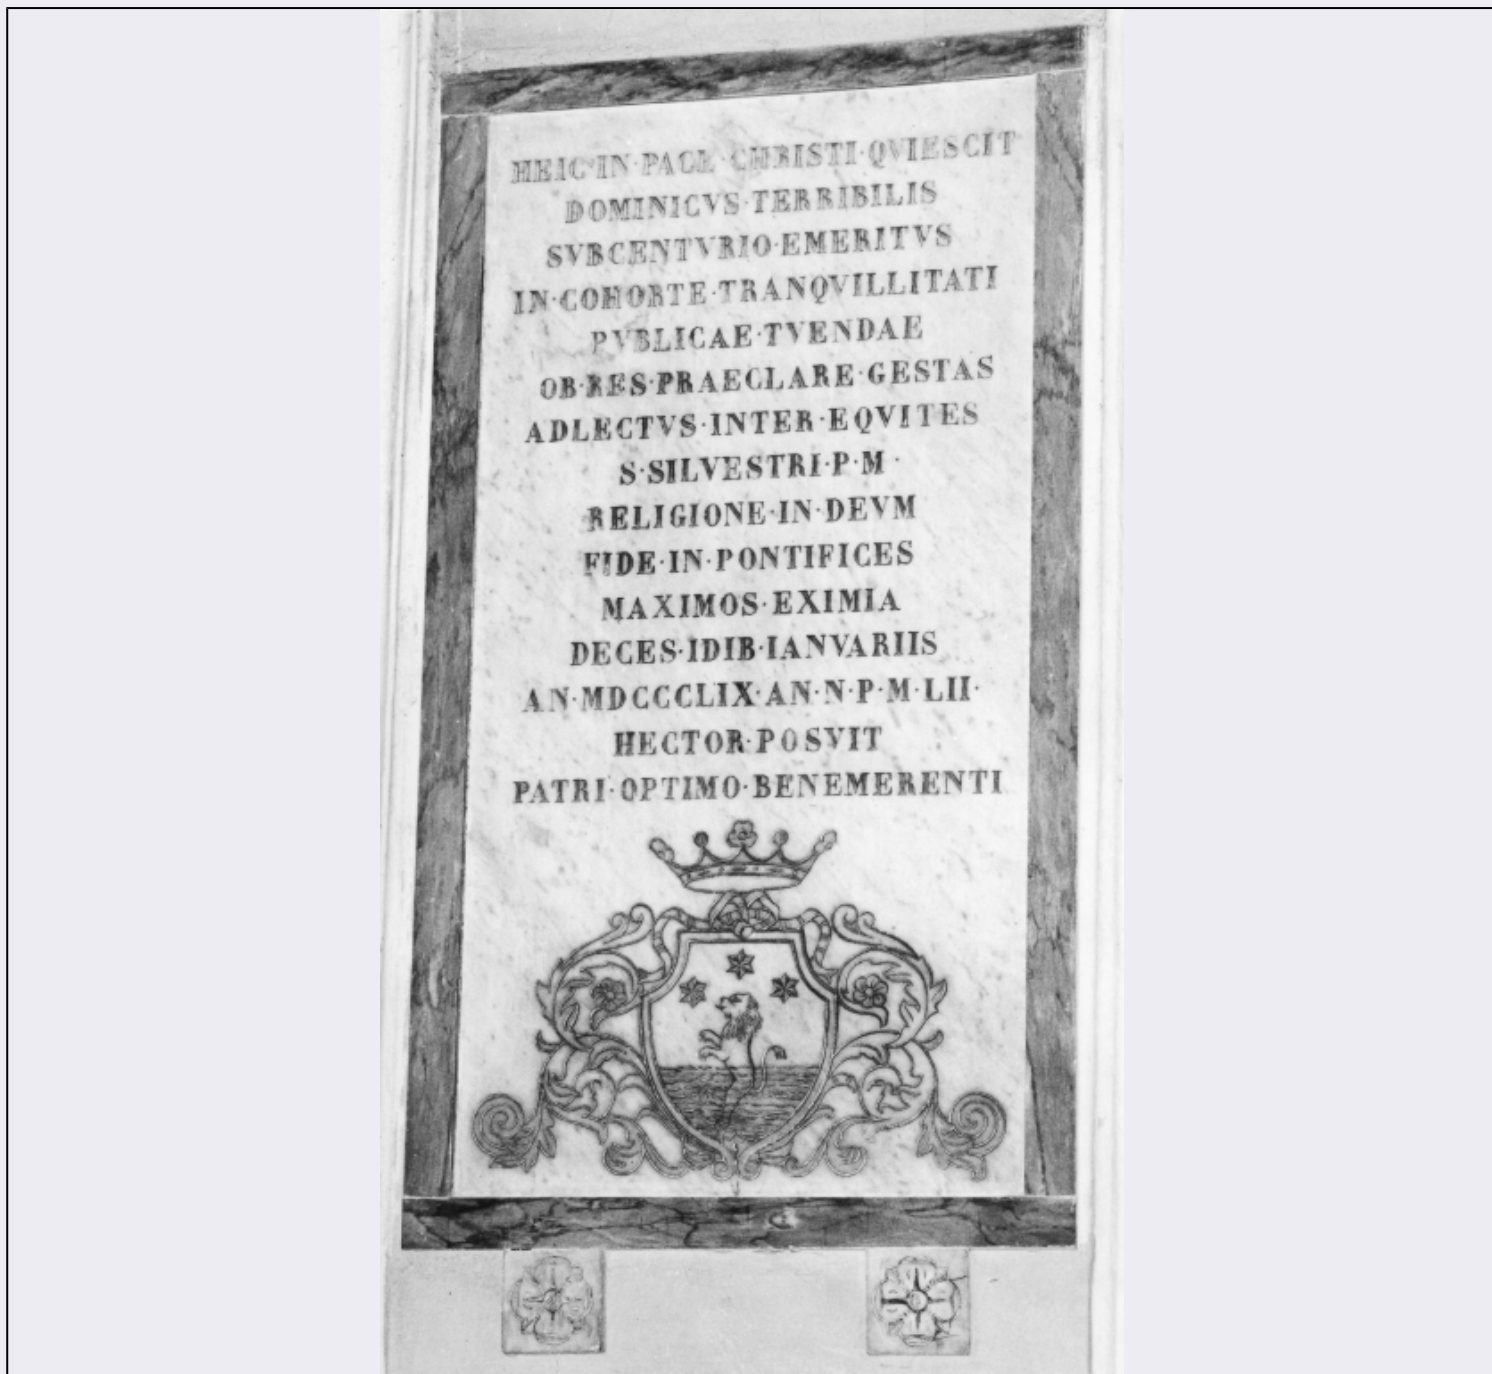 HEIC·IN·PACE·CHRISTI·QVIESCIT
DOMINICVS·TERRIBILIS
SVBCENTVRIO·EMERITVS
IN·COHORTE·TRANQVILLITATI
PVBLICAE·TVENDAE
OB·RES·PRAECLARE·GESTAS
ADLECTVS·INTER·EQVITES
S·SILVESTRI·P·M·
RELIGIONE·IN·DEVM
FIDE·IN·PONTIFICES
MAXIMOS·EXIMIA
DECES·IDIB·IANVARIIS
AN·MDCCCLIX·AN·N·P·M·LII·
HECTOR·POSVIT
PATRI·OPTIMO·BENEMERENTI